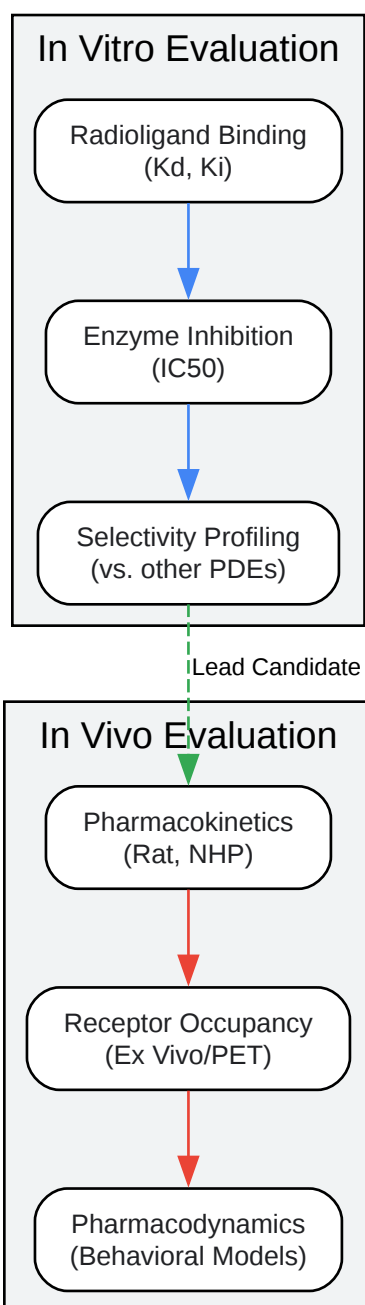 In Vitro Evaluation
Radioligand Binding
(Kd, Ki)
Enzyme Inhibition
(IC50)
Selectivity Profiling
(vs. other PDEs)
Lead Candidate
In Vivo Evaluation
Pharmacokinetics
(Rat, NHP)
Receptor Occupancy
(Ex Vivo/PET)
Pharmacodynamics
(Behavioral Models)